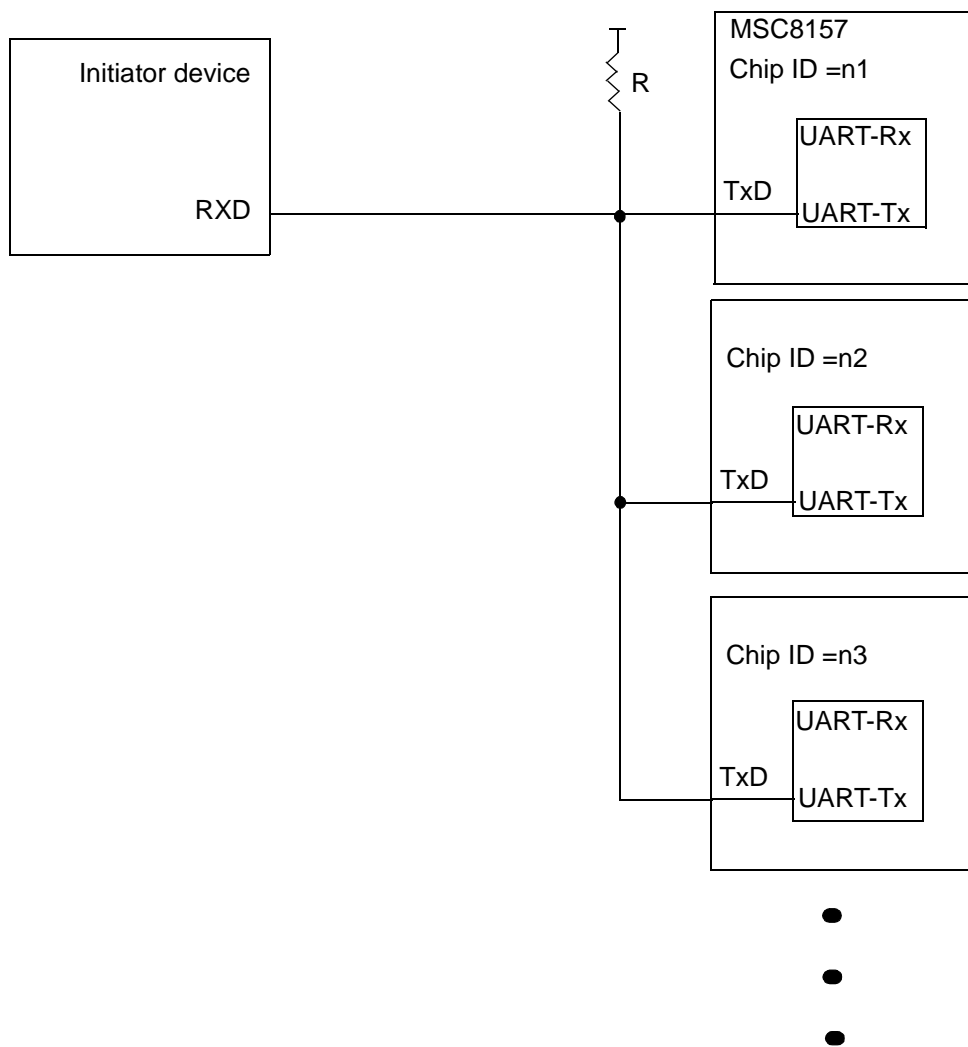 Initiator device
RXD
R
MSC8157
Chip ID =n1
UART-Rx
TxD
UART-Tx
Chip ID =n2
UART-Rx
TxD
UART-Tx
Chip ID =n3
UART-Rx
TxD
UART-Tx